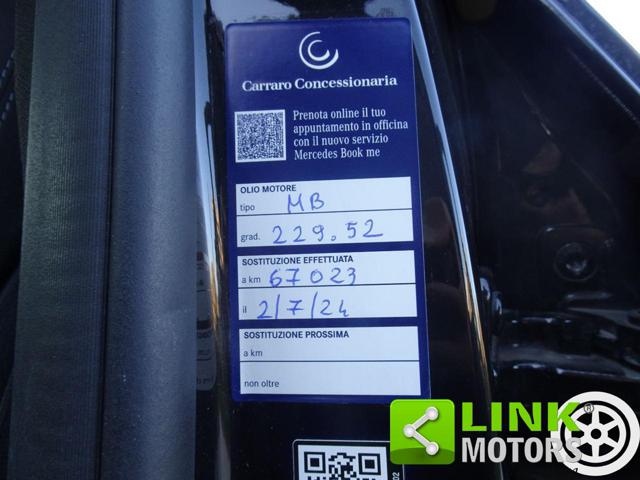 Carraro Concessionaria
Prenota online il tuo
appuntamento in officina
con il nuovo servizio
Mercedes Book me
OLIO MOTORE
tipo MB
grad. 229.52
SOSTITUZIONE EFFETTUATA
a km 67023
il 2/7/24
SOSTITUZIONE PROSSIMA
a km
non oltre
LINK
MOTORS